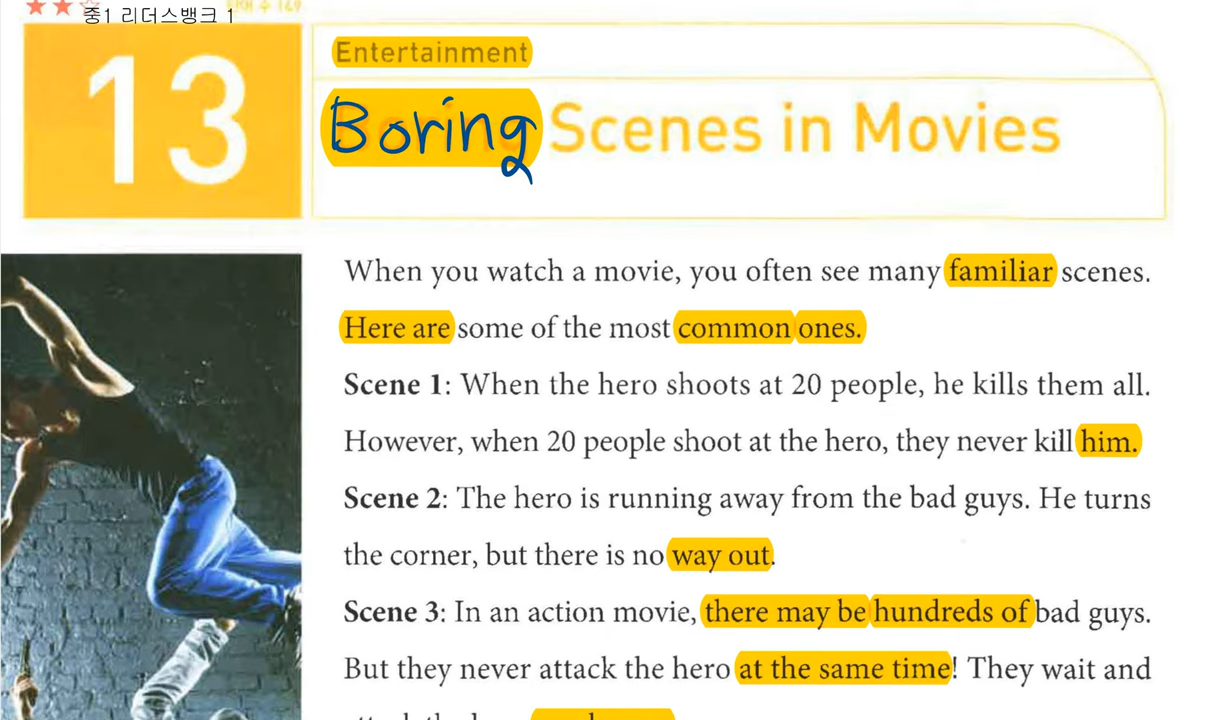 중1 리더스뱅크 1
13
Entertainment
Boring Scenes in Movies
When you watch a movie, you often see many familiar scenes.
Here are some of the most common ones.
Scene 1: When the hero shoots at 20 people, he kills them all.
However, when 20 people shoot at the hero, they never kill him.
Scene 2: The hero is running away from the bad guys. He turns
the corner, but there is no way out.
Scene 3: In an action movie, there may be hundreds of bad guys.
But they never attack the hero at the same time! They wait and